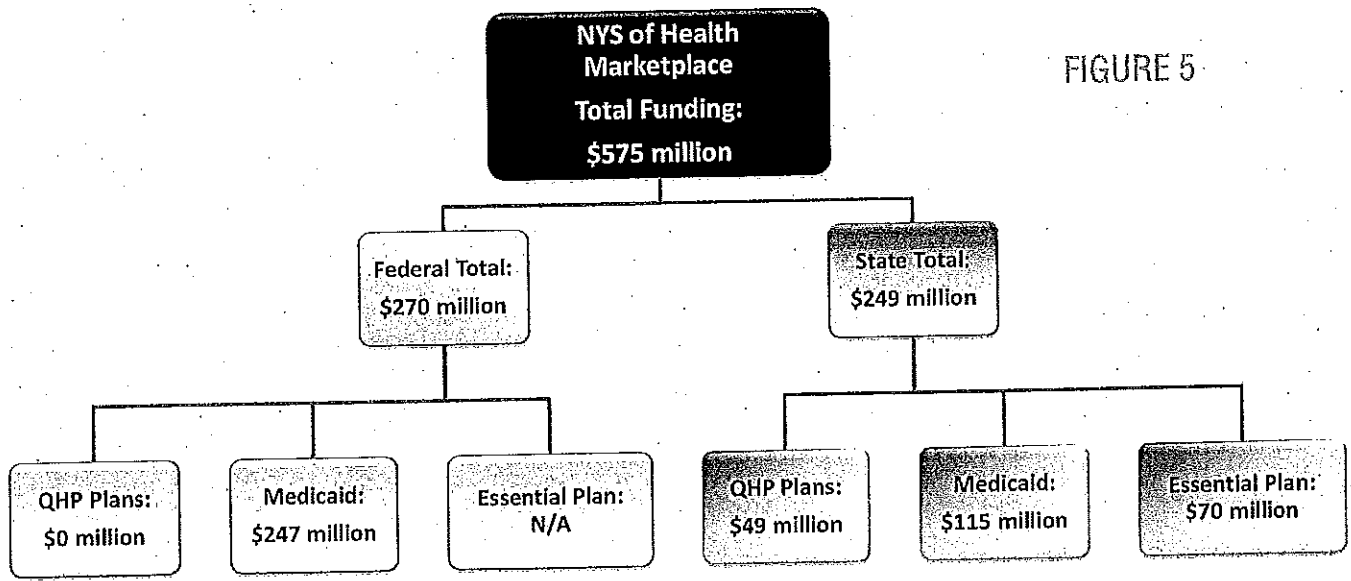 NYS of Health
Marketplace
Total Funding:
$575 million
FIGURE 5
Federal Total:
$270 million
State Total:
$249 million
QHP Plans:
$0 million
Medicaid:
$247 million
Essential Plan:
N/A
QHP Plans:
$49 million
Medicaid:
$115 million
Essential Plan:
$70 million